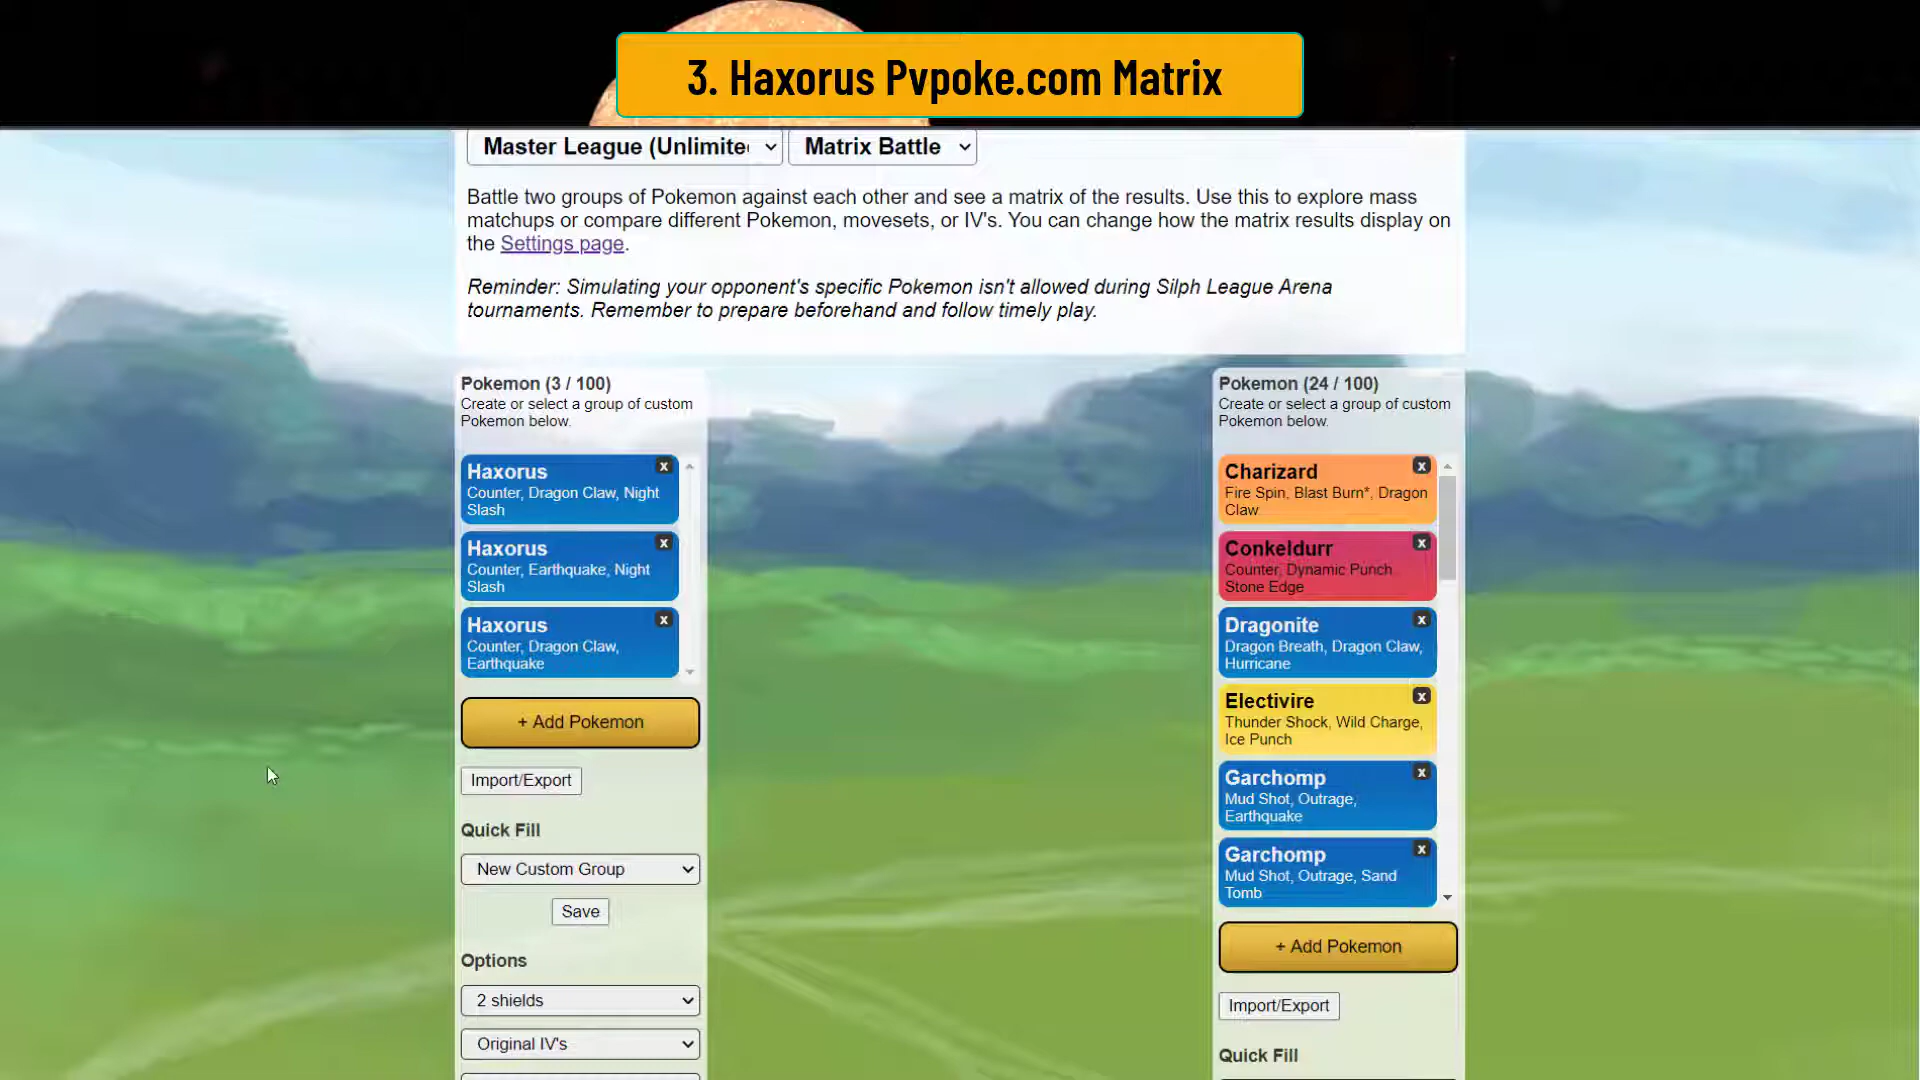 3. Haxorus Pvpoke.com Matrix
Master League (Unlimite
Matrix Battle
Battle two groups of Pokemon against each other and see a matrix of the results. Use this to explore mass
matchups or compare different Pokemon, movesets, or IV's. You can change how the matrix results display on
the Settings page.
Reminder: Simulating your opponent's specific Pokemon isn't allowed during Silph League Arena
tournaments. Remember to prepare beforehand and follow timely play.
Pokemon (3 / 100)
Create or select a group of custom
Pokemon below.
Haxorus
x
Counter, Dragon Claw, Night
Slash
Haxorus
x
Counter, Earthquake, Night
Slash
Haxorus
x
Counter, Dragon Claw,
Earthquake
+ Add Pokemon
Import/Export
Quick Fill
New Custom Group
Save
Options
2 shields
Original IV's
Pokemon (24 / 100)
Create or select a group of custom
Pokemon below.
Charizard
x
Fire Spin, Blast Burn*, Dragon
Claw
Conkeldurr
x
Counter, Dynamic Punch,
Stone Edge
Dragonite
x
Dragon Breath, Dragon Claw,
Hurricane
Electivire
x
Thunder Shock, Wild Charge,
Ice Punch
Garchomp
x
Mud Shot, Outrage,
Earthquake
Garchomp
x
Mud Shot, Outrage, Sand
Tomb
+ Add Pokemon
Import/Export
Quick Fill